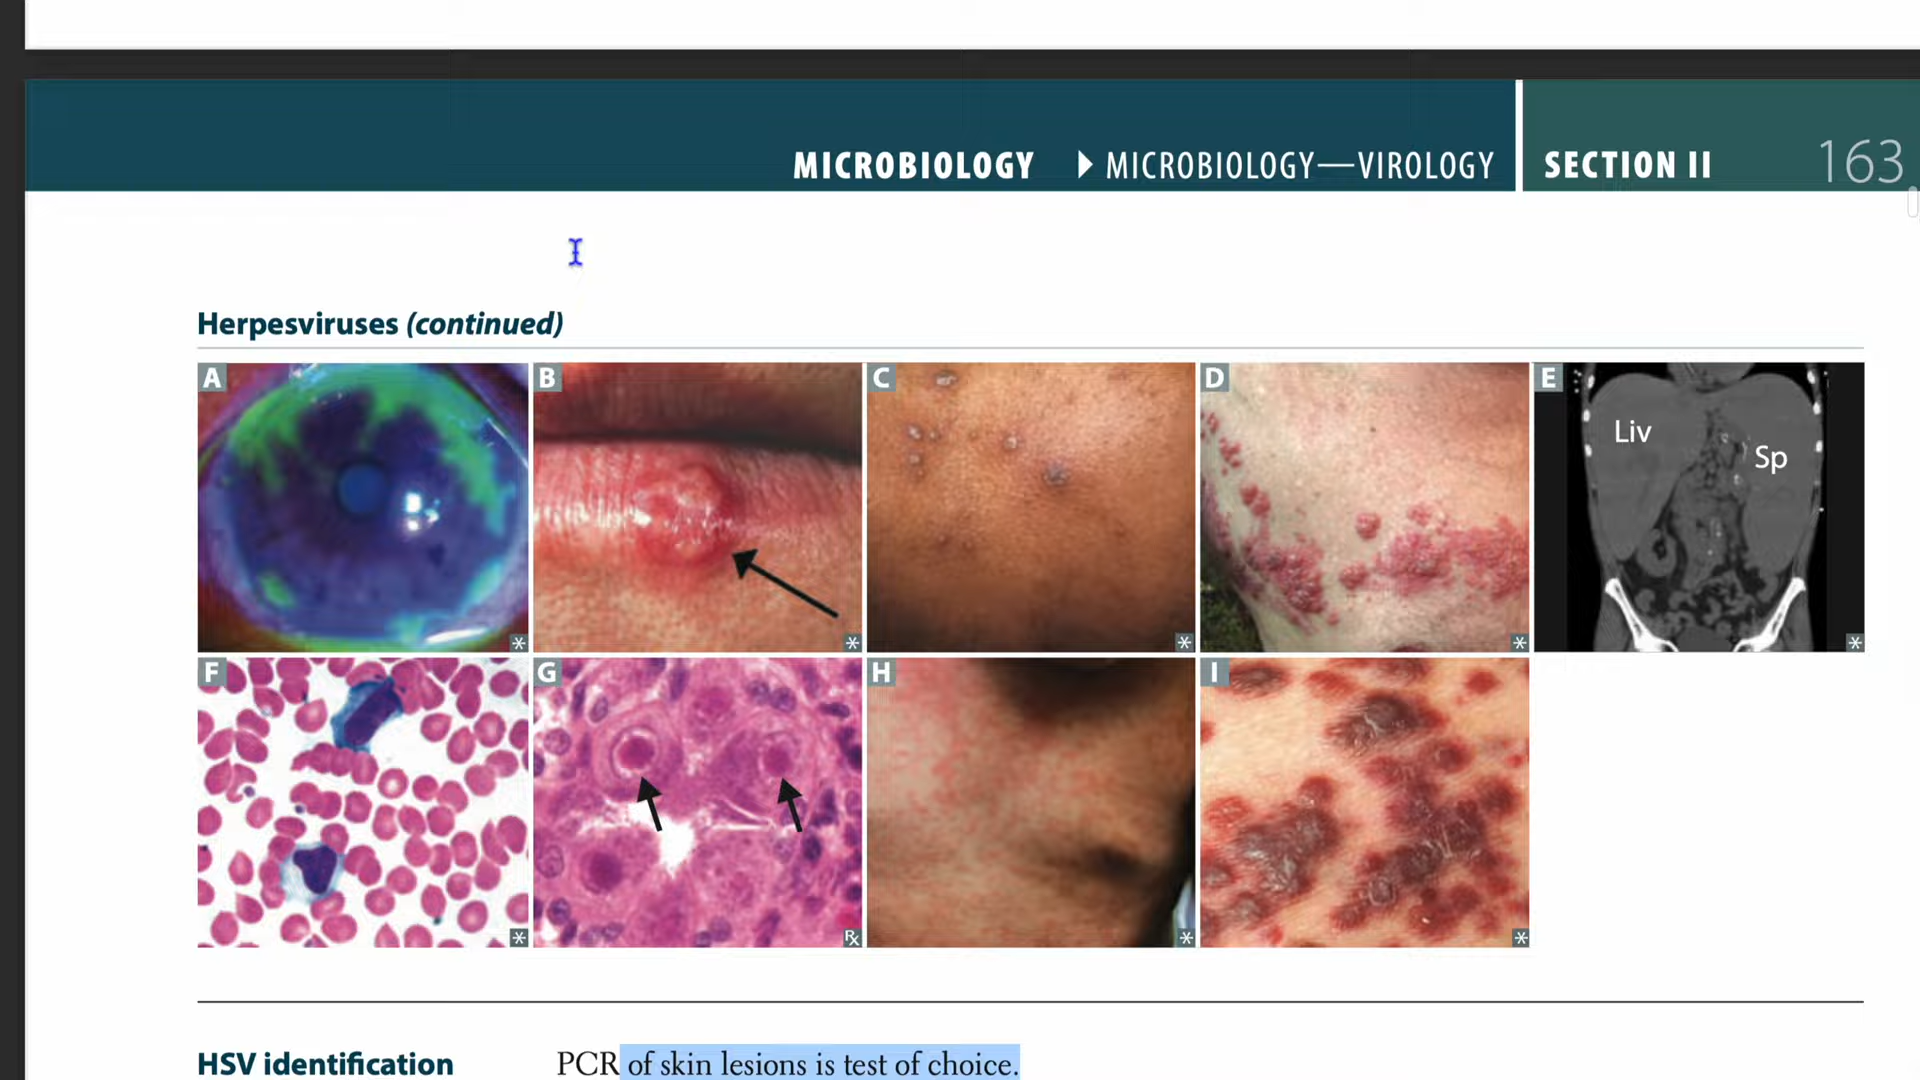 MICROBIOLOGY ▶ MICROBIOLOGY—VIROLOGY SECTION II 163
Herpesviruses (continued)
A B C D E
Liv
Sp
* * * * *
F G H I
* Rx * *
HSV identification PCR of skin lesions is test of choice.